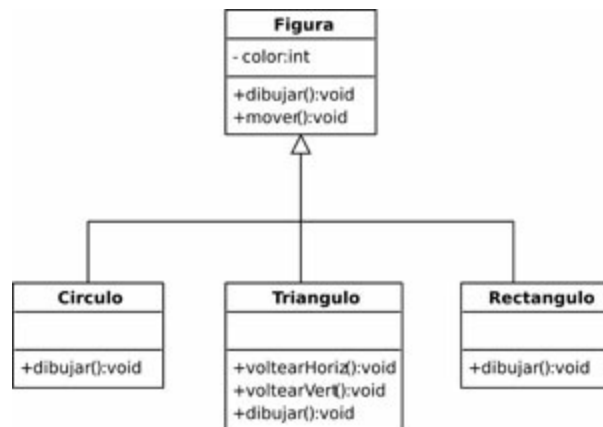 Figura
- color:int
+dibujar():void
+mover():void
Circulo
+dibujar():void
Triangulo
+voltearHoriz():void
+voltearVert():void
+dibujar():void
Rectangulo
+dibujar():void